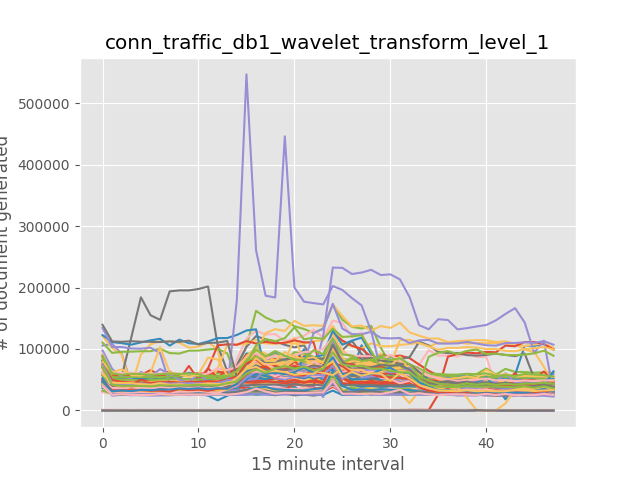 conn_traffic_db1_wavelet_transform_level_1
# of document generated
500000
400000
300000
200000
100000
0
0 10 20 30 40
15 minute interval